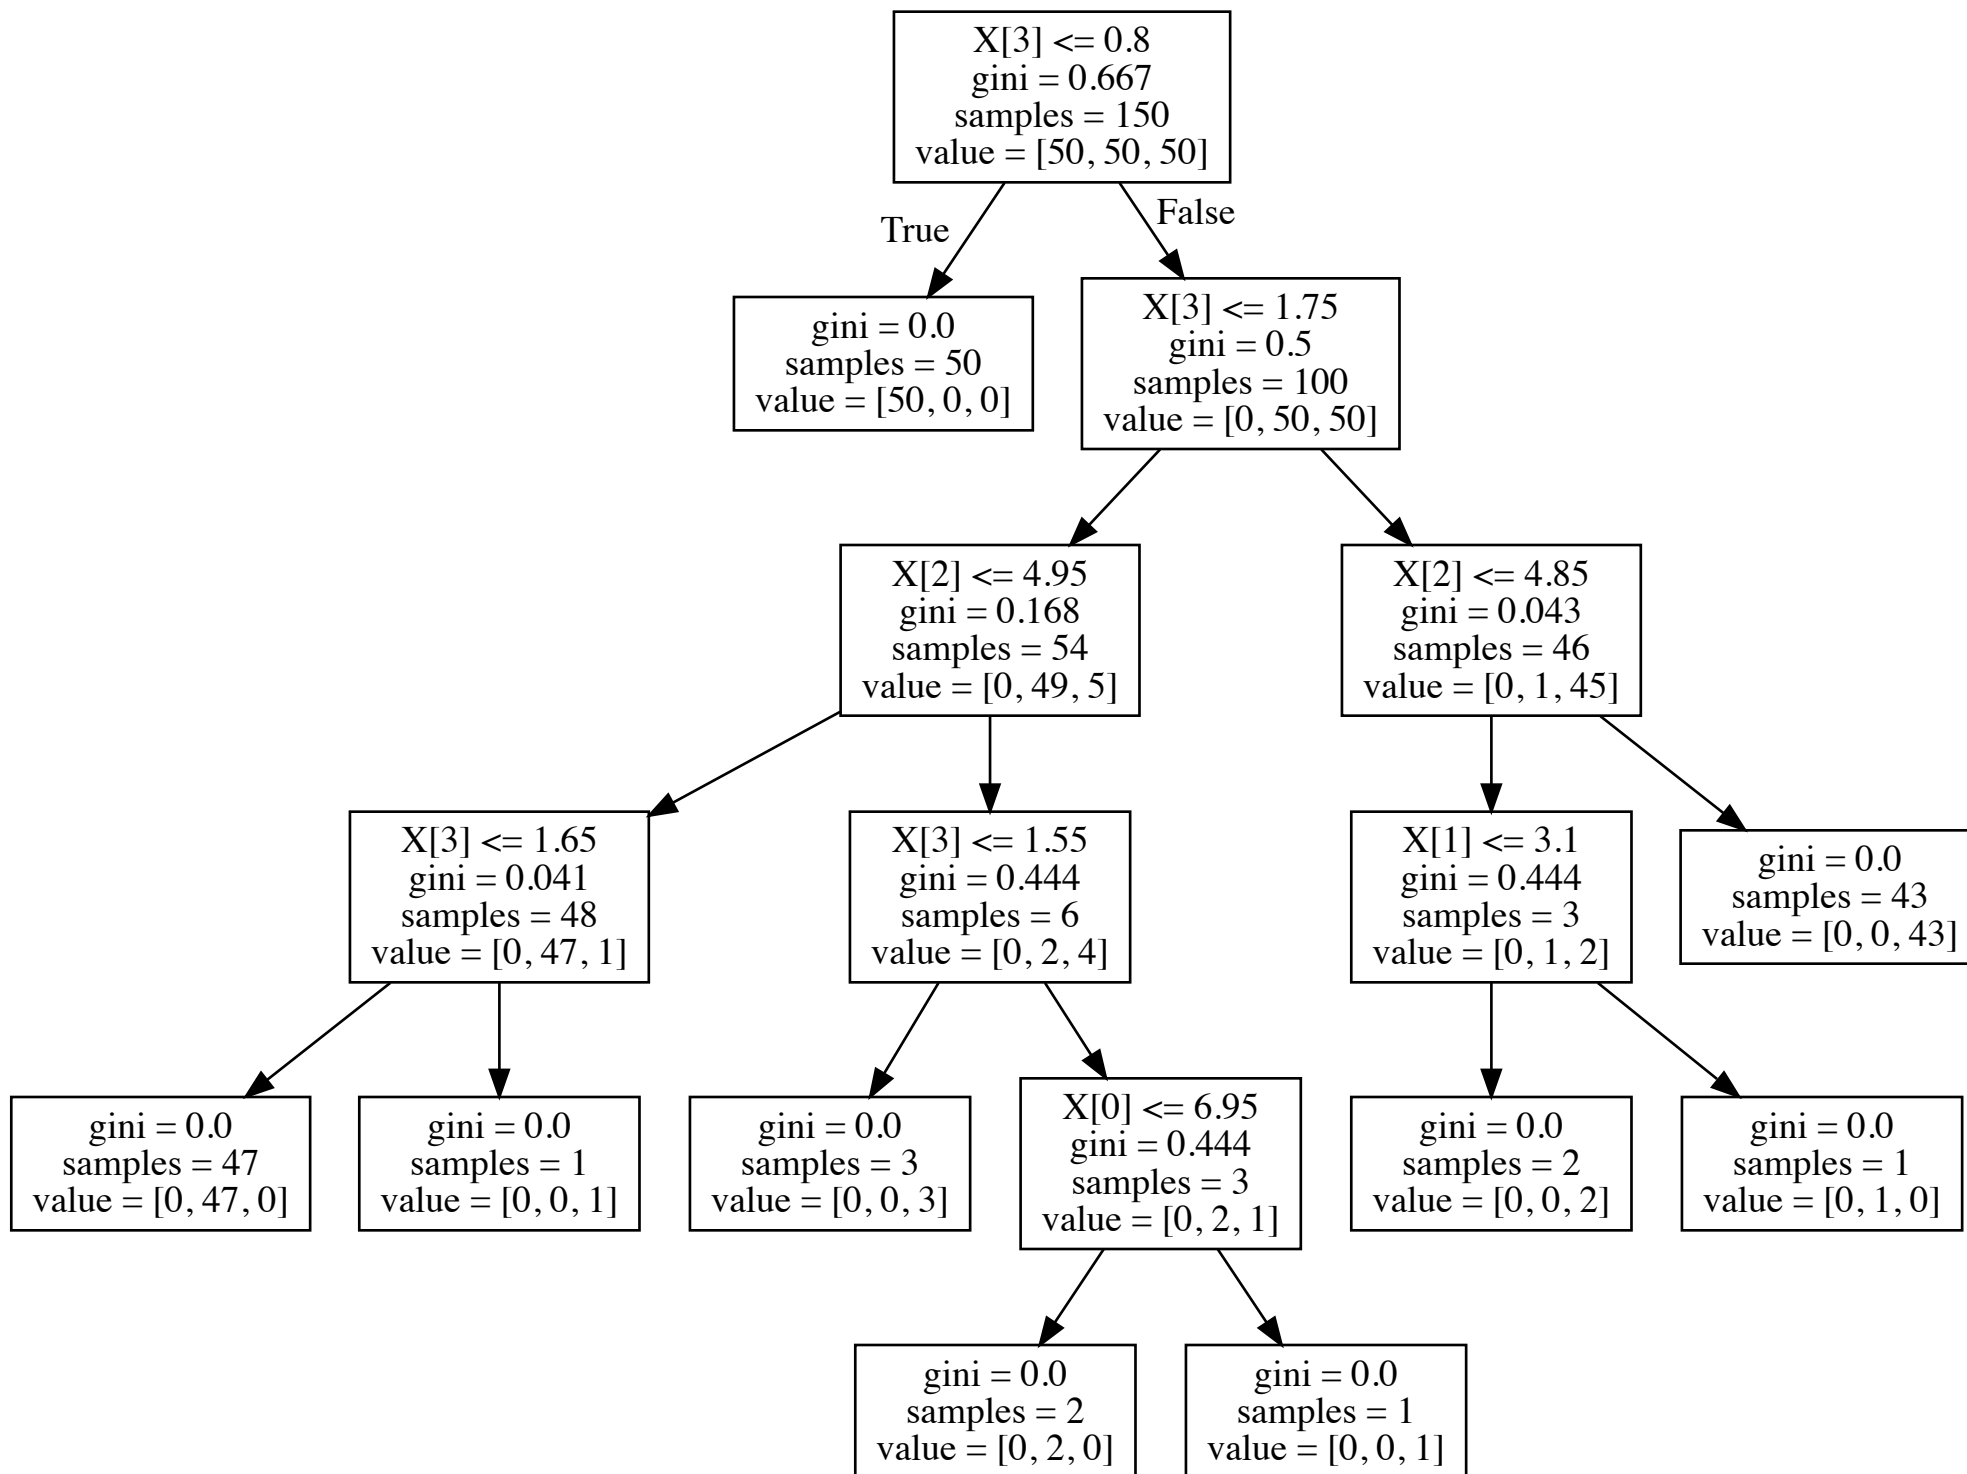 X[3] <= 0.8
gini = 0.667
samples = 150
value = [50, 50, 50]
True
False
gini = 0.0
samples = 50
value = [50, 0, 0]
X[3] <= 1.75
gini = 0.5
samples = 100
value = [0, 50, 50]
X[2] <= 4.95
gini = 0.168
samples = 54
value = [0, 49, 5]
X[2] <= 4.85
gini = 0.043
samples = 46
value = [0, 1, 45]
X[3] <= 1.65
gini = 0.041
samples = 48
value = [0, 47, 1]
X[3] <= 1.55
gini = 0.444
samples = 6
value = [0, 2, 4]
X[1] <= 3.1
gini = 0.444
samples = 3
value = [0, 1, 2]
gini = 0.0
samples = 43
value = [0, 0, 43]
gini = 0.0
samples = 47
value = [0, 47, 0]
gini = 0.0
samples = 1
value = [0, 0, 1]
gini = 0.0
samples = 3
value = [0, 0, 3]
X[0] <= 6.95
gini = 0.444
samples = 3
value = [0, 2, 1]
gini = 0.0
samples = 2
value = [0, 0, 2]
gini = 0.0
samples = 1
value = [0, 1, 0]
gini = 0.0
samples = 2
value = [0, 2, 0]
gini = 0.0
samples = 1
value = [0, 0, 1]